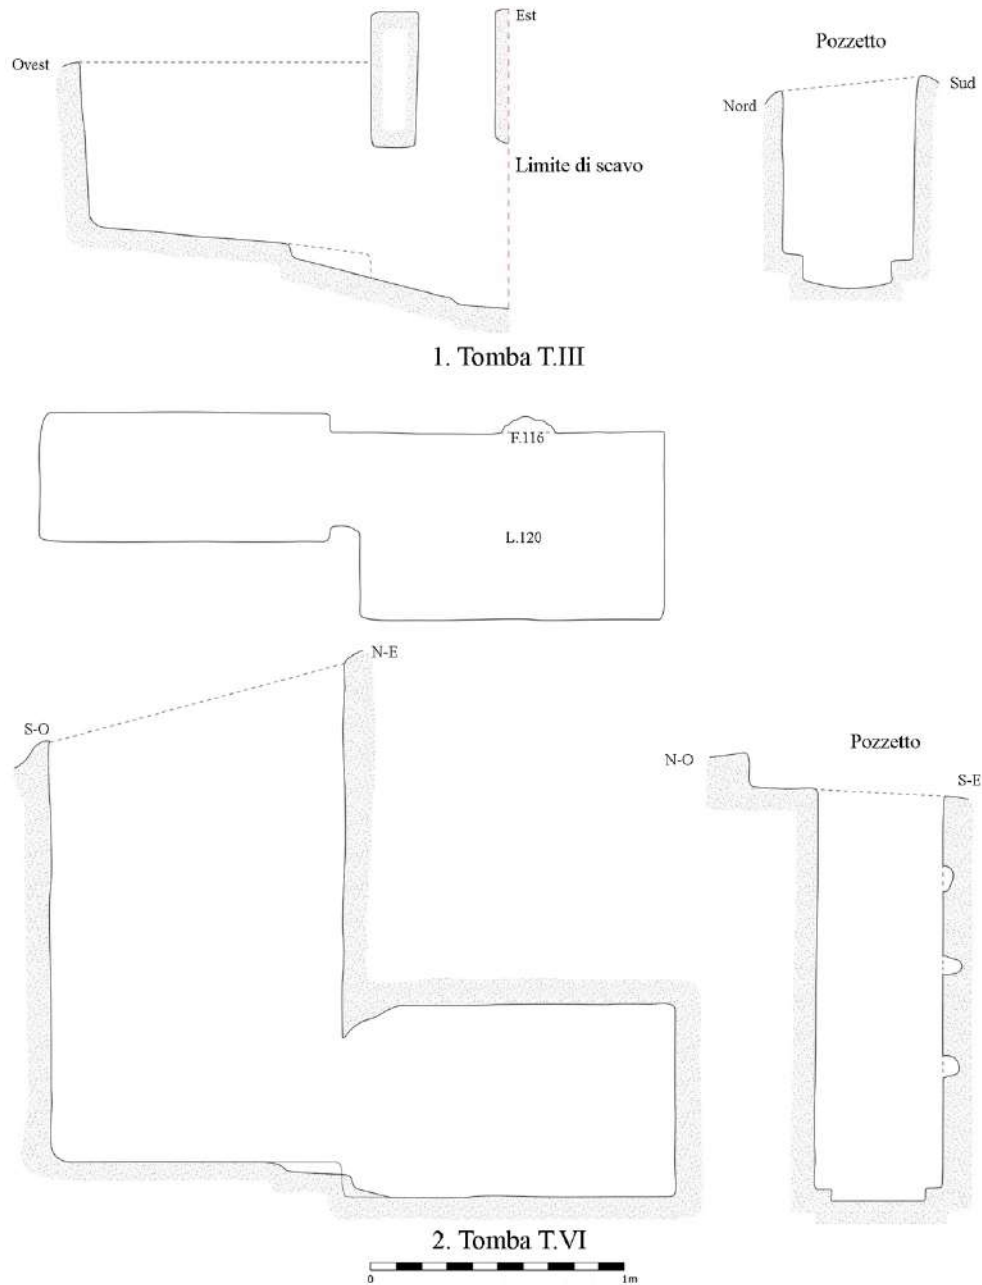 Est
Pozzetto
Ovest
Sud
Nord
Limite di scavo
1. Tomba T.III
F.116
L.120
N-E
S-O
Pozzetto
N-O
S-E
2. Tomba T.VI
0
1m